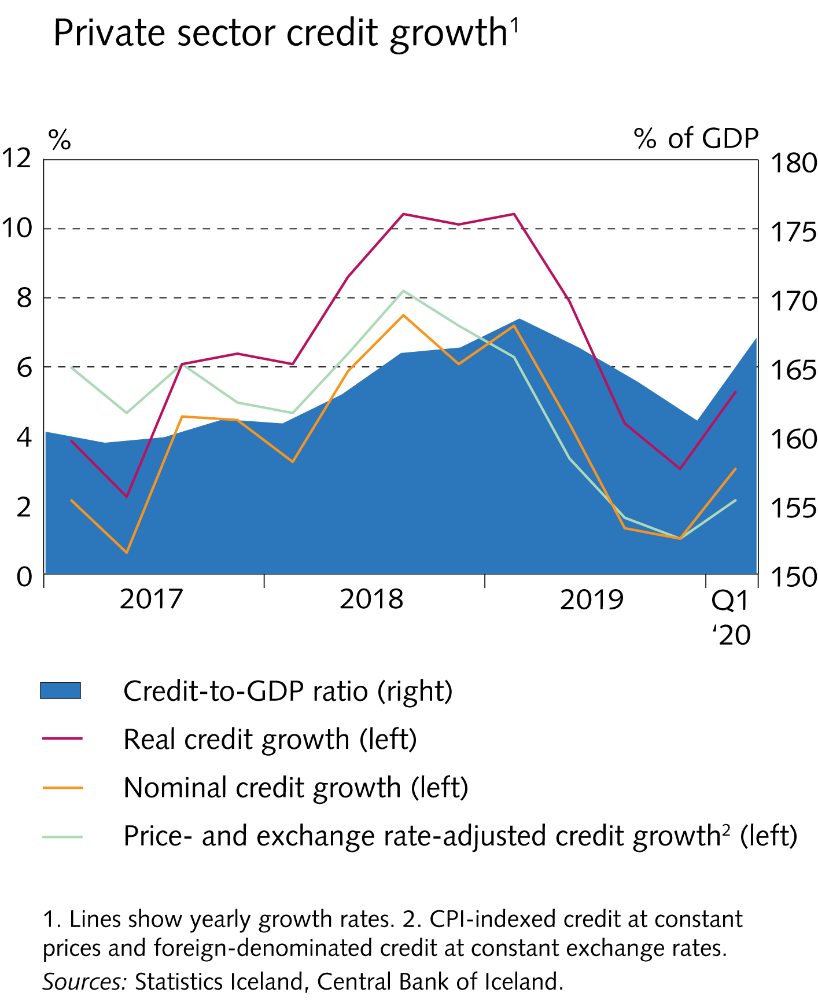 Private sector credit growth¹
%
% of GDP
12
180
10
175
8
170
6
165
4
160
2
155
0
150
2017
2018
2019
Q1
‘20
Credit-to-GDP ratio (right)
Real credit growth (left)
Nominal credit growth (left)
Price- and exchange rate-adjusted credit growth² (left)
1. Lines show yearly growth rates. 2. CPI-indexed credit at constant
prices and foreign-denominated credit at constant exchange rates.
Sources: Statistics Iceland, Central Bank of Iceland.